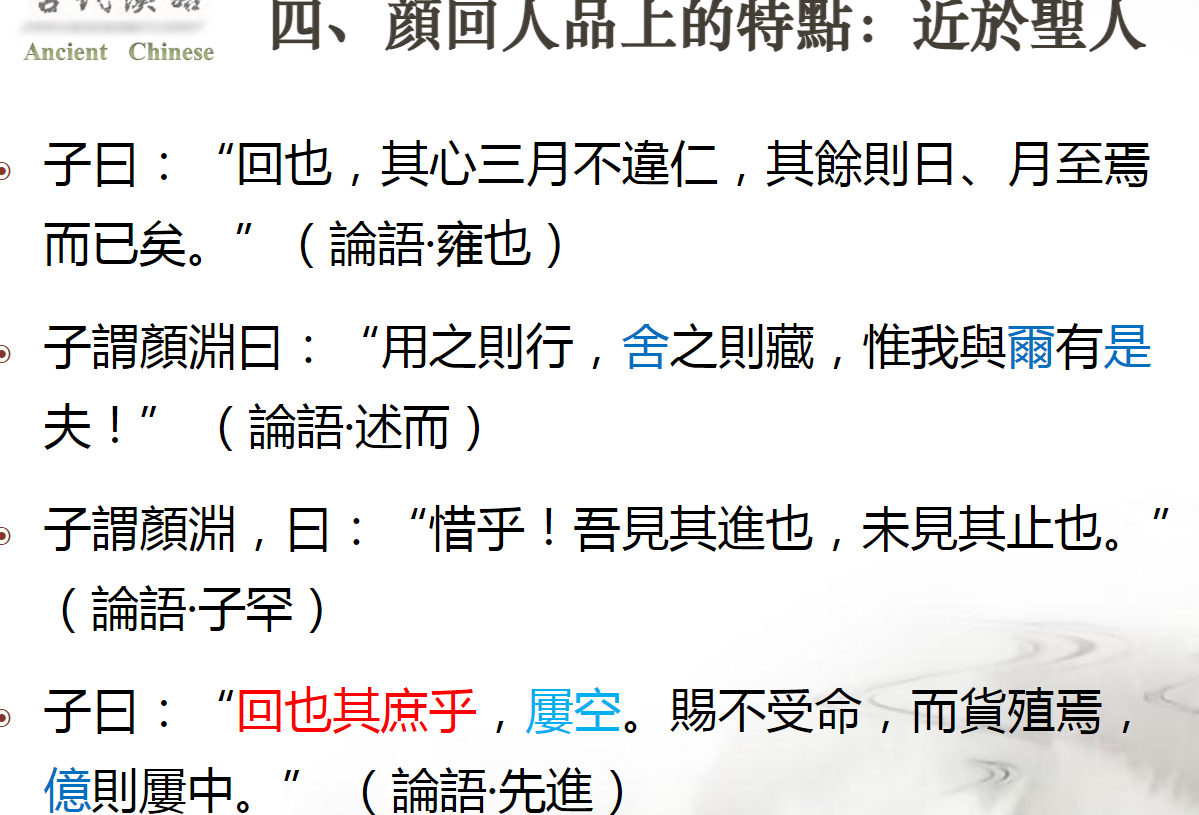 古代漢語
Ancient Chinese
四、顏回人品上的特點：近於聖人
子曰：“回也，其心三月不違仁，其餘則日、月至焉
而已矣。”（論語·雍也）
子謂顏淵曰：“用之則行，舍之則藏，惟我與爾有是
夫！”（論語·述而）
子謂顏淵，曰：“惜乎！吾見其進也，未見其止也。”
（論語·子罕）
子曰：“回也其庶乎，屢空。賜不受命，而貨殖焉，
億則屢中。”（論語·先進）